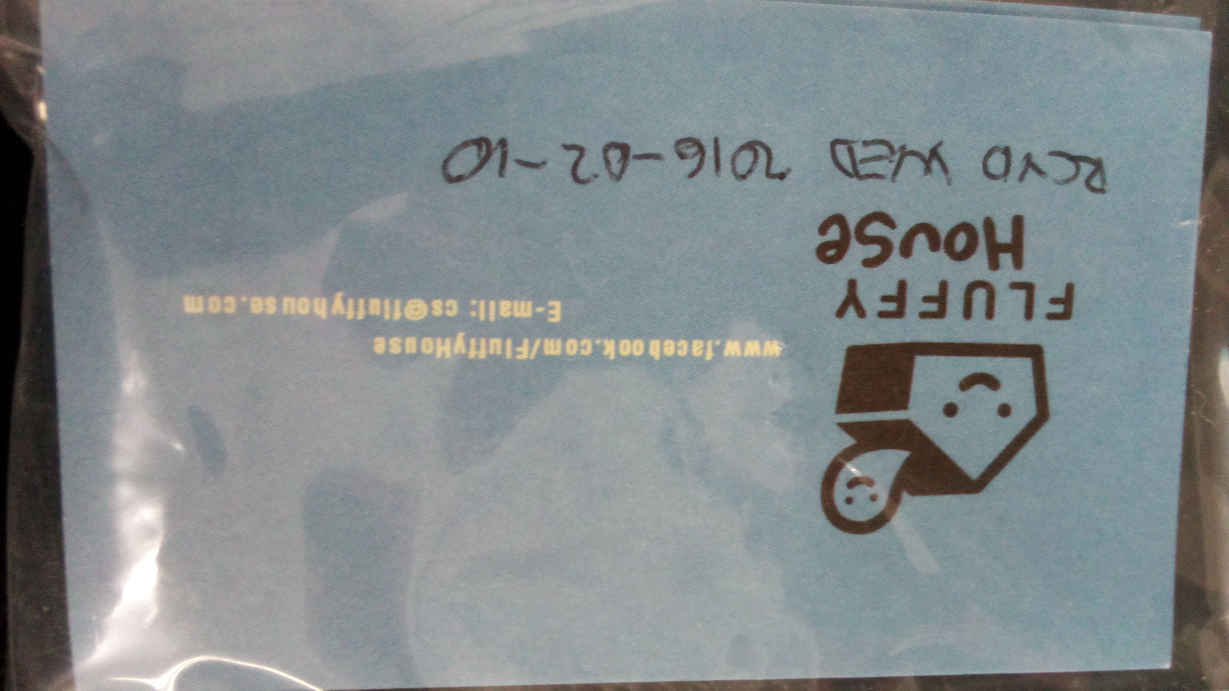 FLUFFY
House
www.facebook.com/FluffyHouse
E-mail: cs@fluffyhouse.com
RCVD WED 2016-02-10